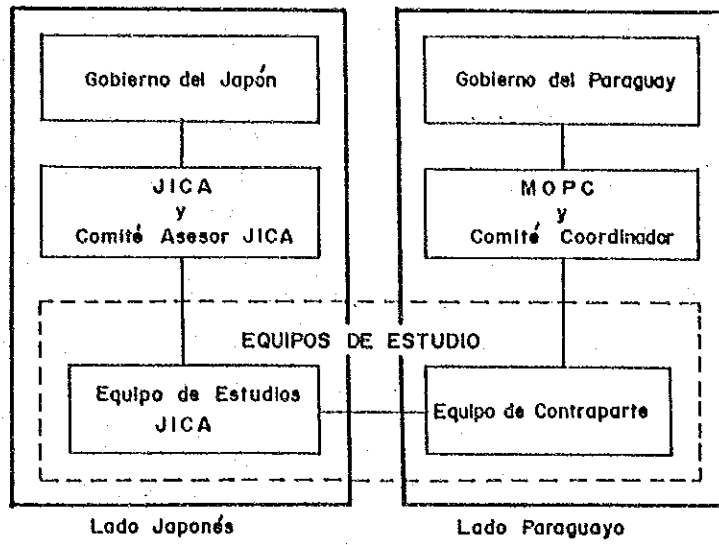 Gobierno del Japón
JICA
y
Comité Asesor JICA
Gobierno del Paraguay
MOPC
y
Comité Coordinador
EQUIPOS DE ESTUDIO
Equipo de Estudios
JICA
Equipo de Contraparte
Lado Japonés
Lado Paraguayo